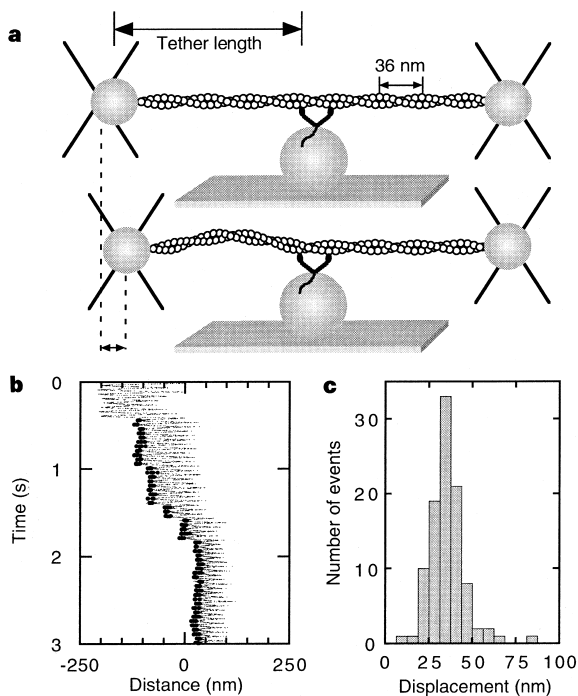 a
Tether length
36 nm
b
c
0
1
2
3
Time (s)
-250
0
250
Distance (nm)
30
20
10
0
Number of events
0
25
50
75
100
Displacement (nm)